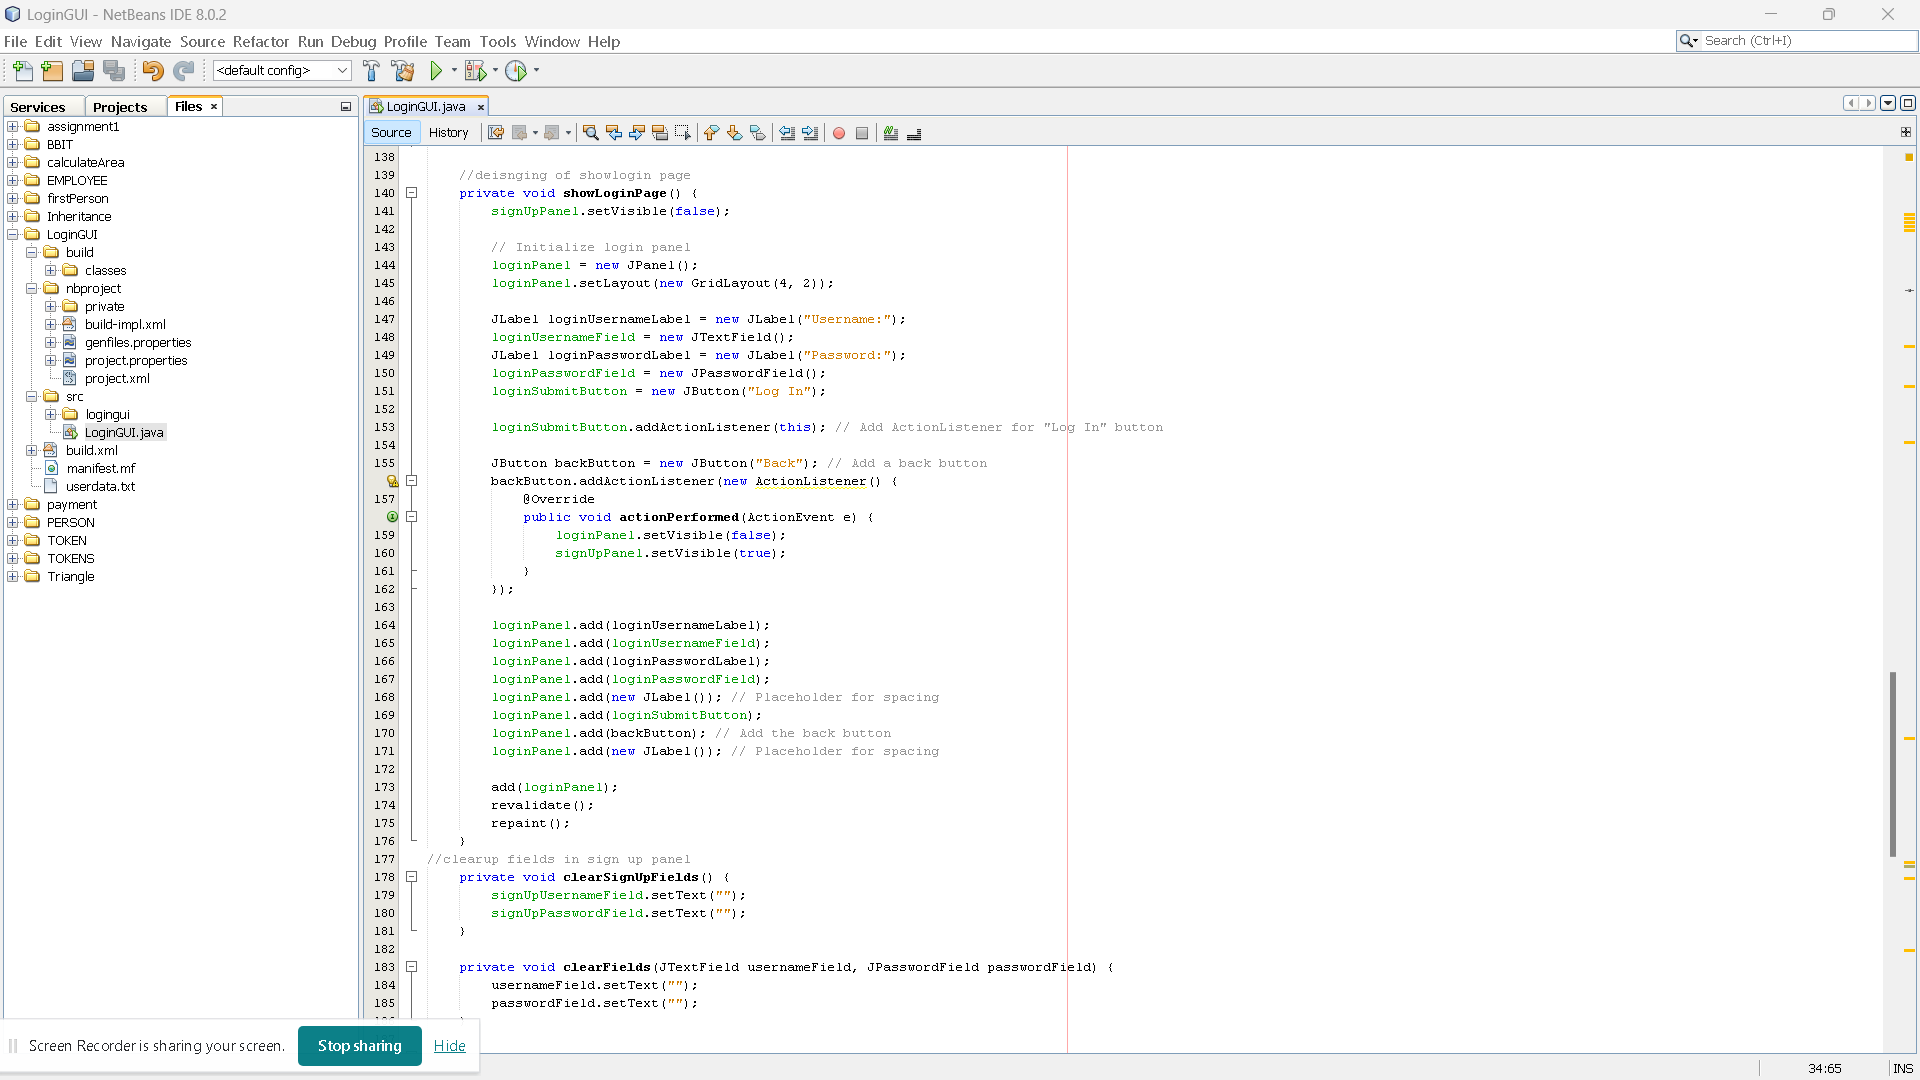 LoginGUI - NetBeans IDE 8.0.2
File Edit View Navigate Source Refactor Run Debug Profile Team Tools Window Help
Search (Ctrl+I)
<default config>
Services Projects Files
LoginGUI.java
Source History
assignment1
BBIT
calculateArea
EMPLOYEE
firstPerson
Inheritance
LoginGUI
build
classes
nbproject
private
build-impl.xml
genfiles.properties
project.properties
project.xml
src
logingui
LoginGUI.java
build.xml
manifest.mf
userdata.txt
payment
PERSON
TOKEN
TOKENS
Triangle
138
139 //deisnging of showlogin page
140 private void showLoginPage() {
141 signUpPanel.setVisible(false);
142
143 // Initialize login panel
144 loginPanel = new JPanel();
145 loginPanel.setLayout(new GridLayout(4, 2));
146
147 JLabel loginUsernameLabel = new JLabel("Username:");
148 loginUsernameField = new JTextField();
149 JLabel loginPasswordLabel = new JLabel("Password:");
150 loginPasswordField = new JPasswordField();
151 loginSubmitButton = new JButton("Log In");
152
153 loginSubmitButton.addActionListener(this); // Add ActionListener for "Log In" button
154
155 JButton backButton = new JButton("Back"); // Add a back button
backButton.addActionListener(new ActionListener() {
157 @Override
public void actionPerformed(ActionEvent e) {
159 loginPanel.setVisible(false);
160 signUpPanel.setVisible(true);
161 }
162 });
163
164 loginPanel.add(loginUsernameLabel);
165 loginPanel.add(loginUsernameField);
166 loginPanel.add(loginPasswordLabel);
167 loginPanel.add(loginPasswordField);
168 loginPanel.add(new JLabel()); // Placeholder for spacing
169 loginPanel.add(loginSubmitButton);
170 loginPanel.add(backButton); // Add the back button
171 loginPanel.add(new JLabel()); // Placeholder for spacing
172
173 add(loginPanel);
174 revalidate();
175 repaint();
176 }
177 //clearup fields in sign up panel
178 private void clearSignUpFields() {
179 signUpUsernameField.setText("");
180 signUpPasswordField.setText("");
181 }
182
183 private void clearFields(JTextField usernameField, JPasswordField passwordField) {
184 usernameField.setText("");
185 passwordField.setText("");
Screen Recorder is sharing your screen. Stop sharing Hide
34:65 INS